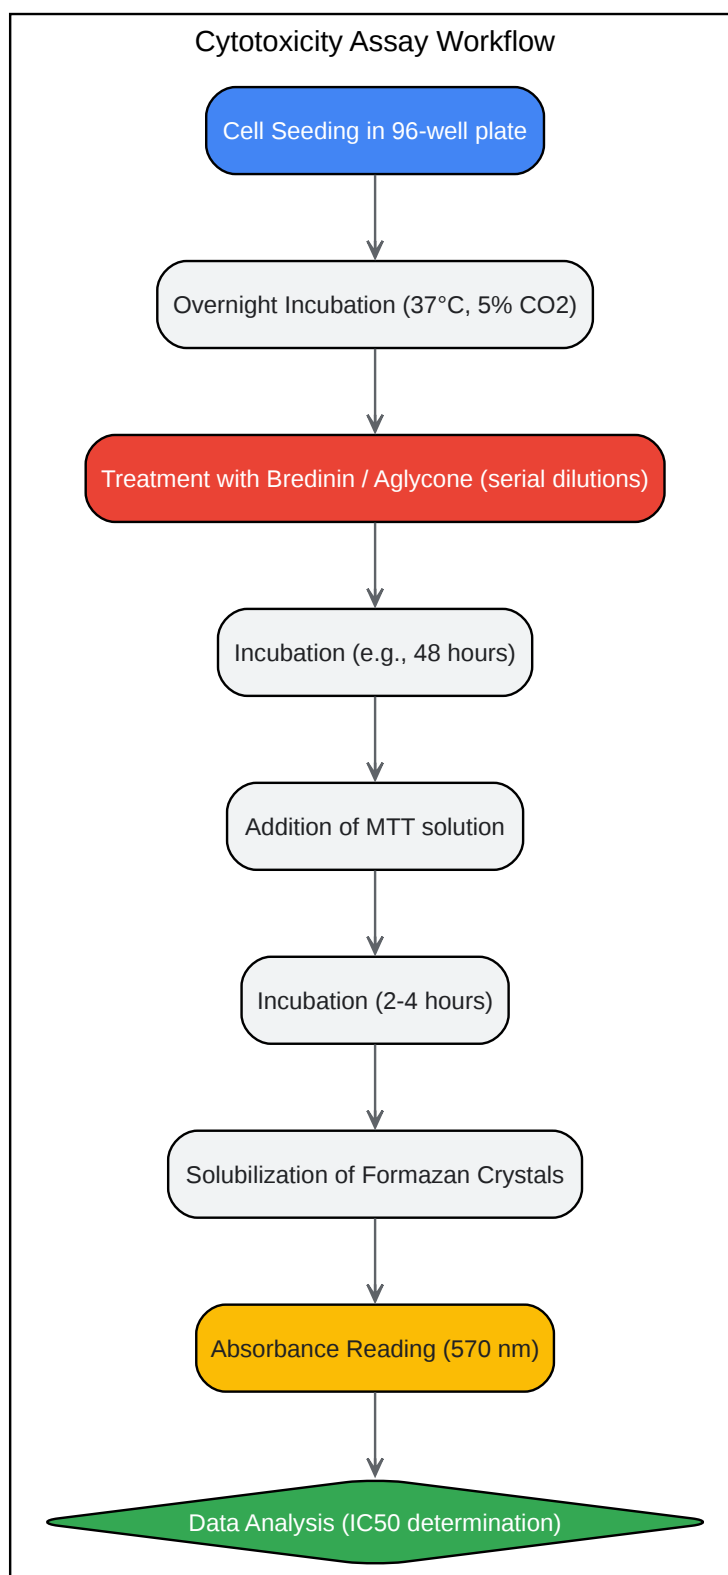 Cytotoxicity Assay Workflow
Cell Seeding in 96-well plate
Overnight Incubation (37°C, 5% CO2)
Treatment with Bredinin / Aglycone (serial dilutions)
Incubation (e.g., 48 hours)
Addition of MTT solution
Incubation (2-4 hours)
Solubilization of Formazan Crystals
Absorbance Reading (570 nm)
Data Analysis (IC50 determination)